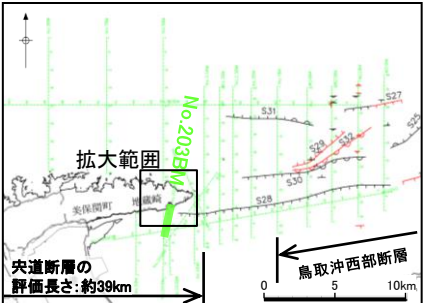 No.203BM
S27
S31
S25
S29
S32
S30
拡大範囲
美保関町
地蔵崎
S28
宍道断層の
評価長さ:約39km
鳥取沖西部断層
0 5 10km